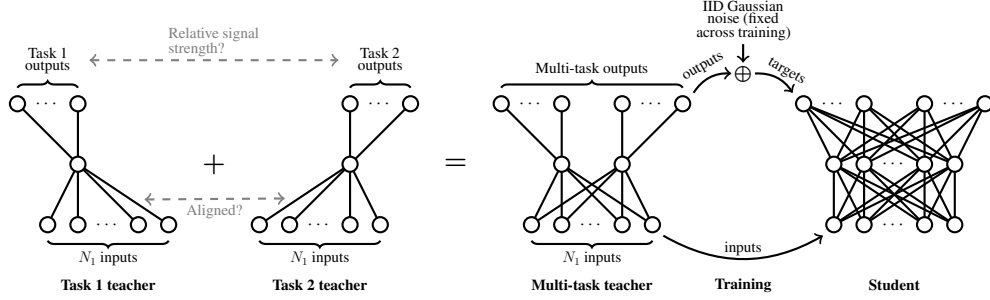 IID Gaussian
noise (fixed
across training)
Relative signal
strength?
Task 1
outputs
Task 2
outputs
Multi-task outputs
outputs
⊕
targets
... ... ... ... ... ...
+
=
...
Aligned?
... ... ... ...
N₁ inputs
N₁ inputs
N₁ inputs
inputs
Task 1 teacher
Task 2 teacher
Multi-task teacher
Training
Student